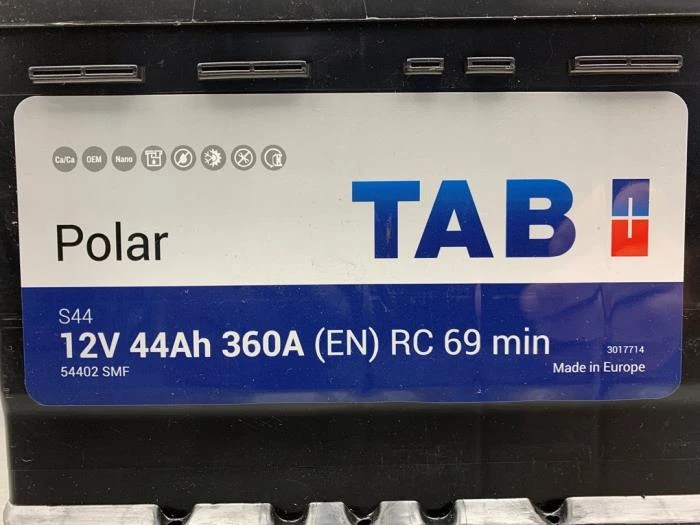 Ca/Ca OEM Nano
TAB
Polar
S44
12V 44Ah 360A (EN) RC 69 min
3017714
54402 SMF
Made in Europe